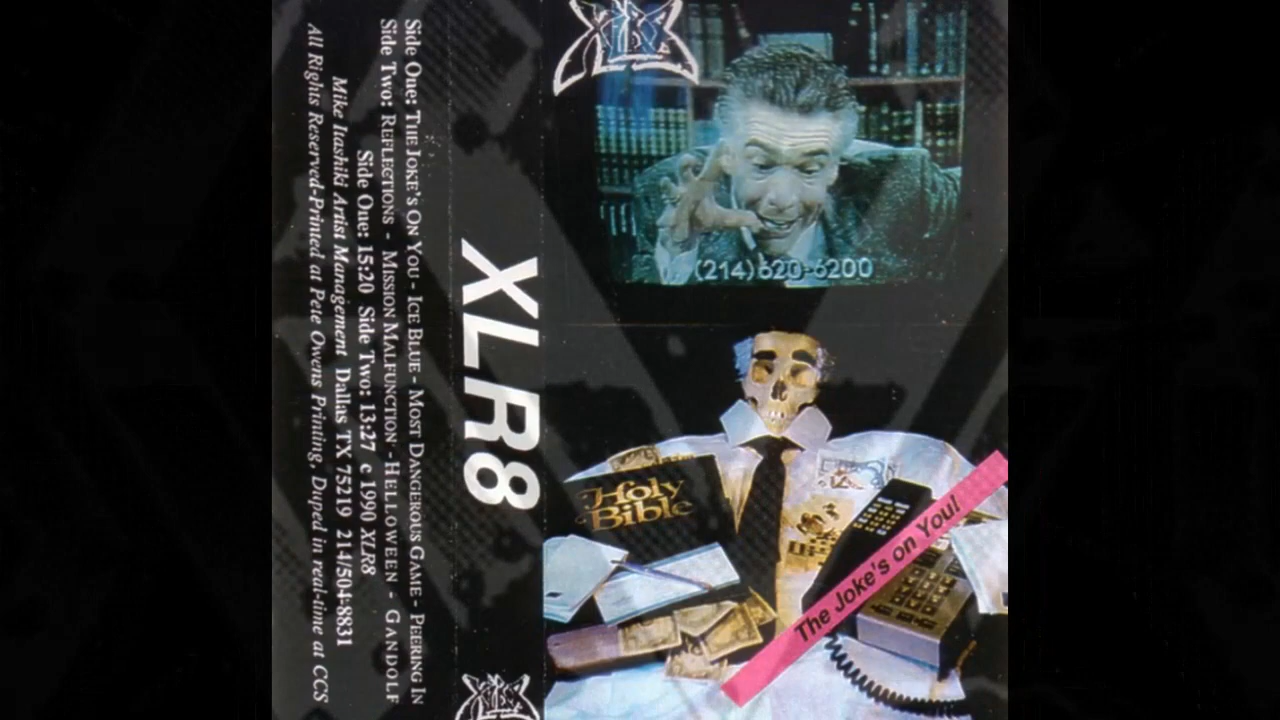 Side One: THE JOKE'S ON YOU - ICE BLUE - MOST DANGEROUS GAME - PEERING IN
Side Two: REFLECTIONS - MISSION MALFUNCTION - HELLOWEEN - GANDOLF
Side One: 15:20 Side Two: 13:27 c 1990 XLR8
Mike Itashiki Artist Management Dallas TX 75219 214/504-8831
All Rights Reserved-Printed at Pete Owens Printing, Duped in real-time at CCS
XLR8
XLR8
XLR8
(214)620-6200
Holy
Bible
The Joke's on You!